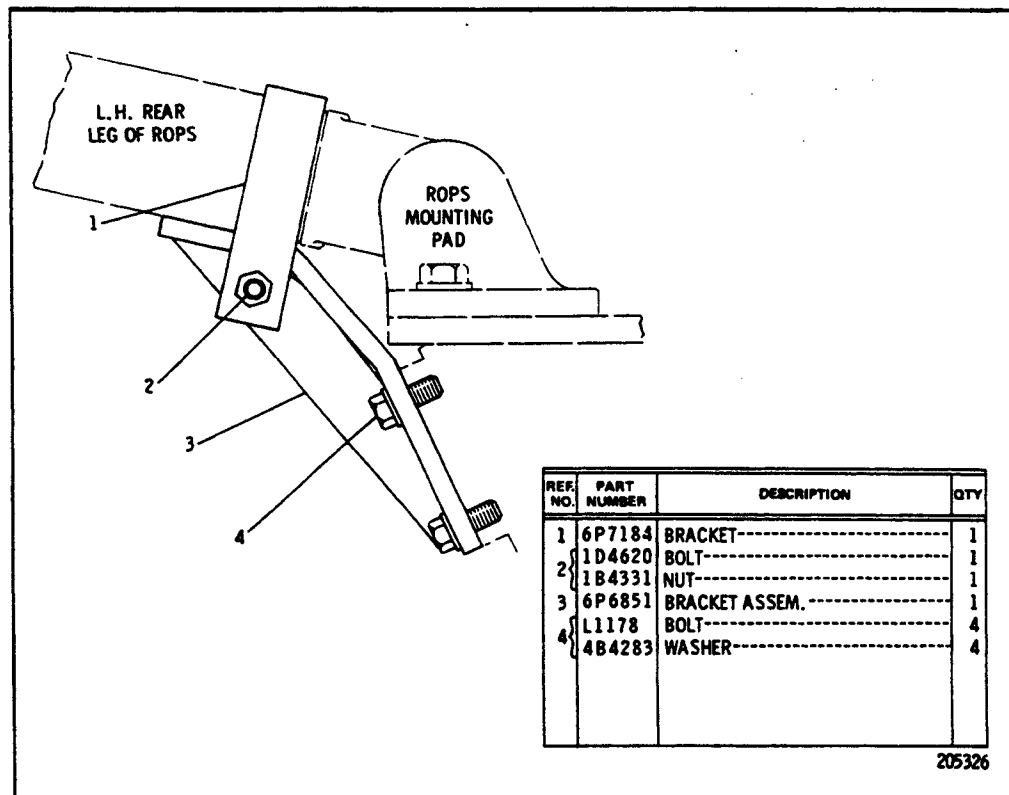 L.H. REAR
LEG OF ROPS
ROPS
MOUNTING
PAD
1
2
3
4
REF. NO. PART NUMBER DESCRIPTION QTY
1 6P7184 BRACKET 1
2 1D4620 BOLT 1
1B4331 NUT 1
3 6P6851 BRACKET ASSEM. 1
4 L1178 BOLT 4
4B4283 WASHER 4
205326